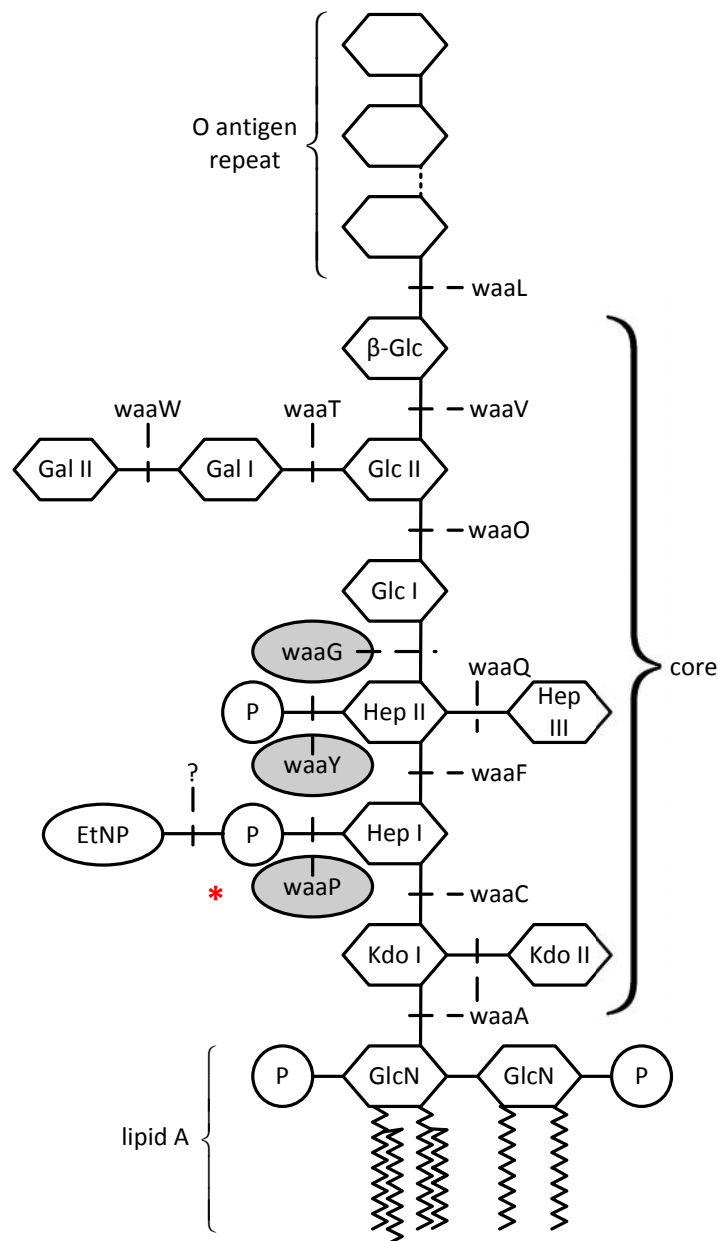 O antigen
repeat
waaL
β-Glc
waaW
waaT
waaV
Gal II
Gal I
Glc II
waaO
Glc I
waaG
waaQ
core
P
Hep II
Hep
III
waaY
?
waaF
EtNP
P
Hep I
waaP
*
waaC
Kdo I
Kdo II
waaA
P
GlcN
GlcN
P
lipid A